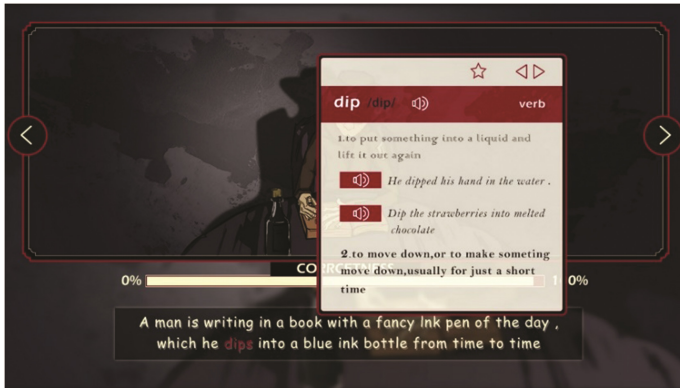 dip /dip/ verb
1.to put something into a liquid and
lift it out again
He dipped his hand in the water .
Dip the strawberries into melted
chocolate
2.to move down,or to make someting
move down,usually for just a short
time
0% 0%
A man is writing in a book with a fancy Ink pen of the day ,
which he dips into a blue ink bottle from time to time